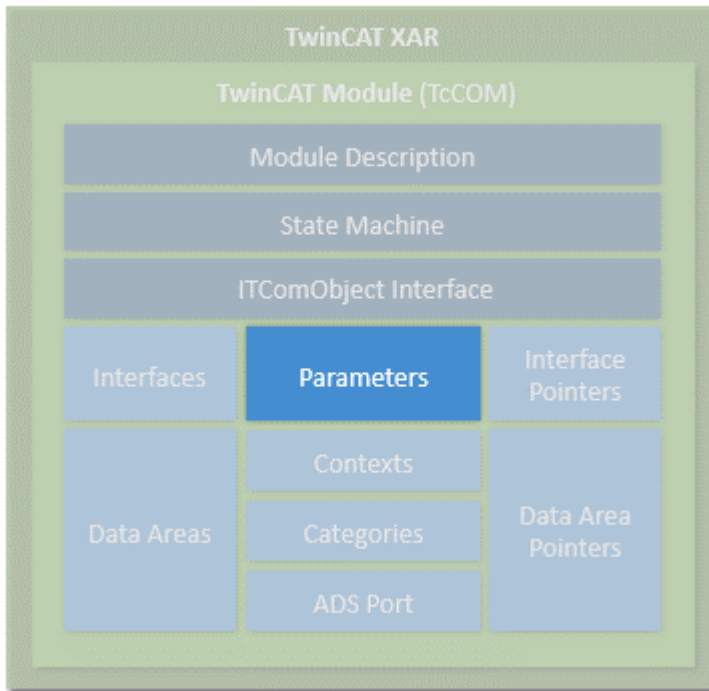 TwinCAT XAR
TwinCAT Module (TcCOM)
Module Description
State Machine
ITComObject Interface
Interfaces
Parameters
Interface
Pointers
Data Areas
Contexts
Categories
ADS Port
Data Area
Pointers